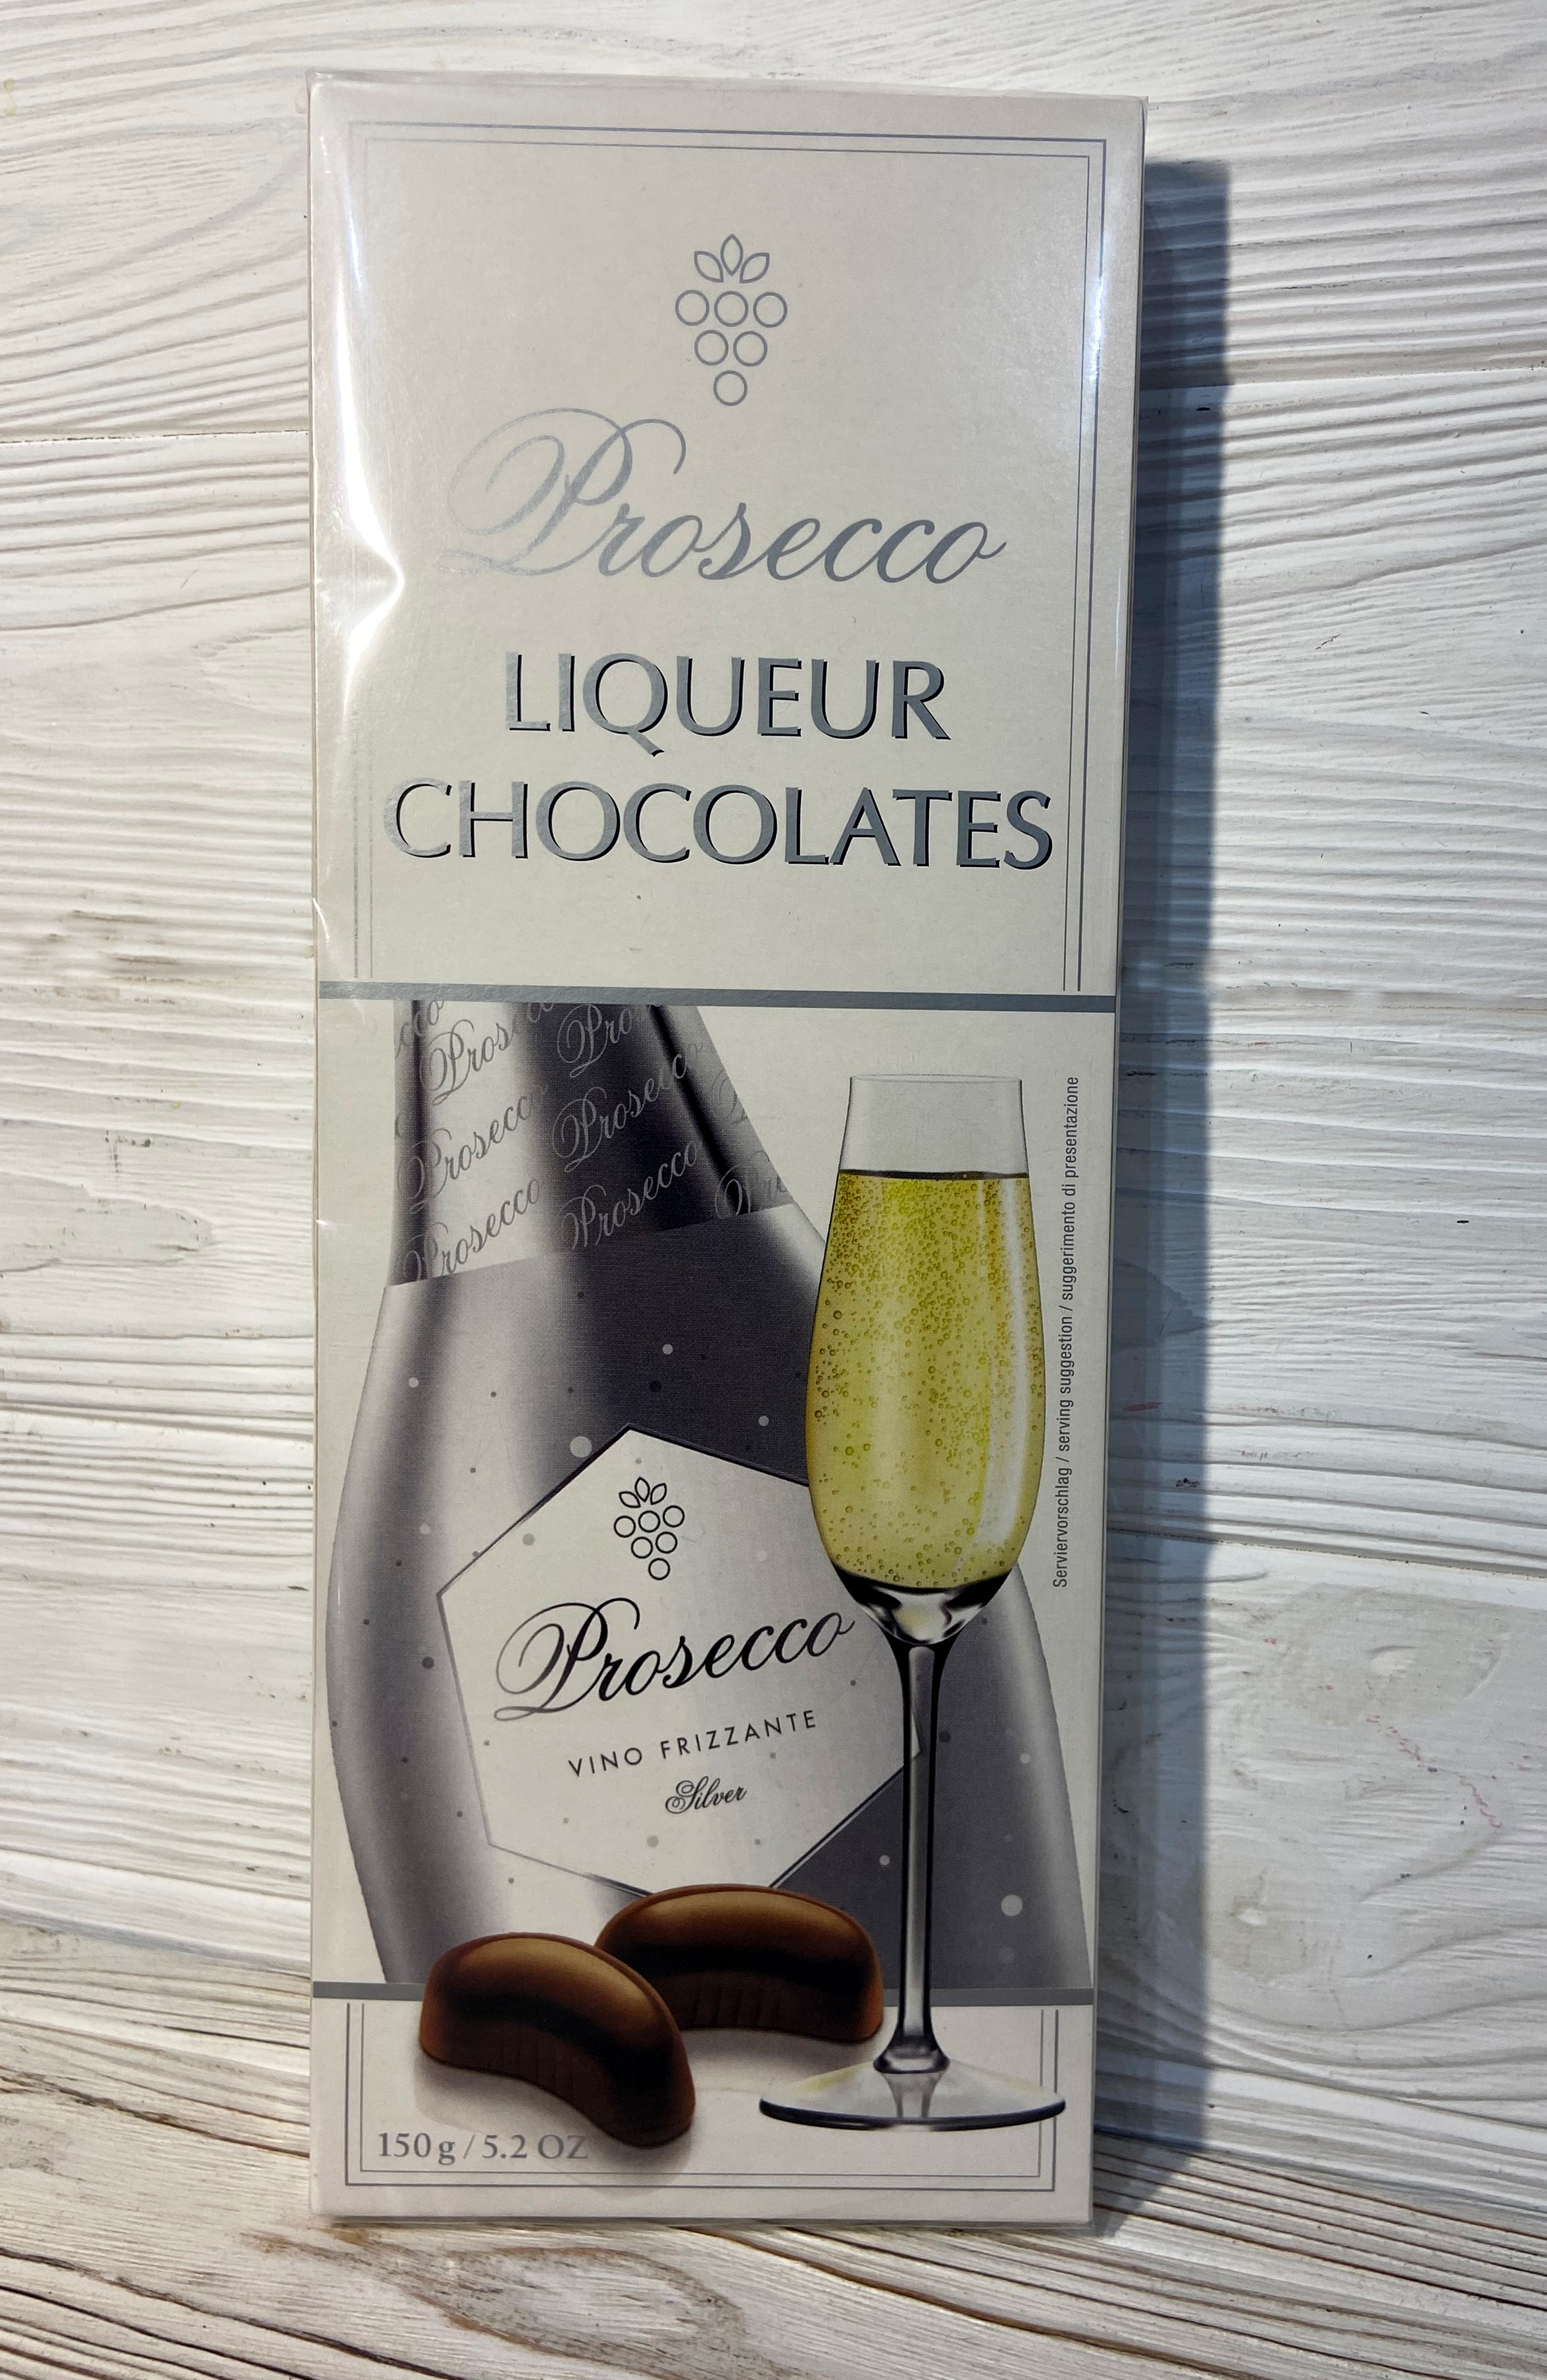 Prosecco
LIQUEUR
CHOCOLATES
Prosecco
Prosecco
Prosecco
Prosecco
Prosecco
Serviervorschlag / serving suggestion / suggerimento di presentazione
Prosecco
VINO FRIZZANTE
Silver
150 g / 5.2 OZ